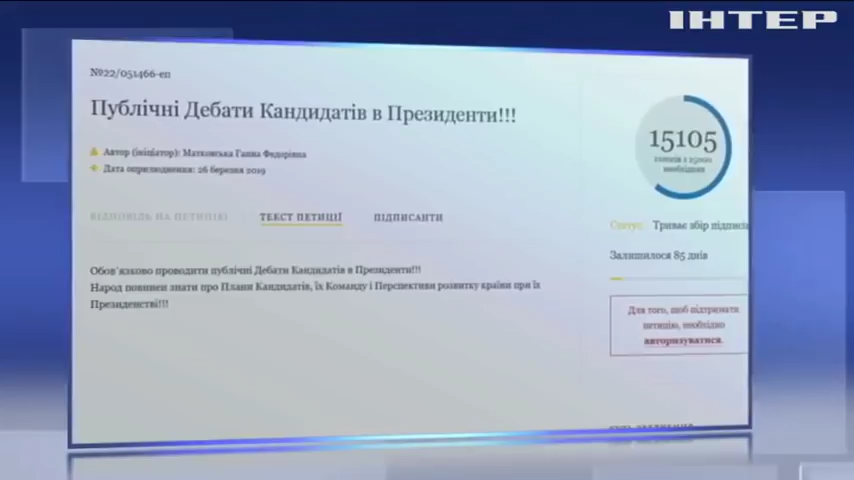 ІНТЕР
№22/051466-еп
Публічні Дебати Кандидатів в Президенти!!!
Автор (ініціатор): Матковська Ганна Федорівна
Дата оприлюднення: 26 березня 2019
ВІДПОВІДЬ НА ПЕТИЦІЮ
ТЕКСТ ПЕТИЦІЇ
ПІДПИСАНТИ
Обов'язково проводити публічні Дебати Кандидатів в Президенти!!!
Народ повинен знати про Плани Кандидатів, їх Команду і Перспективи розвитку країни при їх
Президенстві!!!
15105
голосів з 25000
необхідних
Статус: Триває збір підписів
Залишилося 85 днів
Для того, щоб підтримати
петицію, необхідно
авторизуватися.